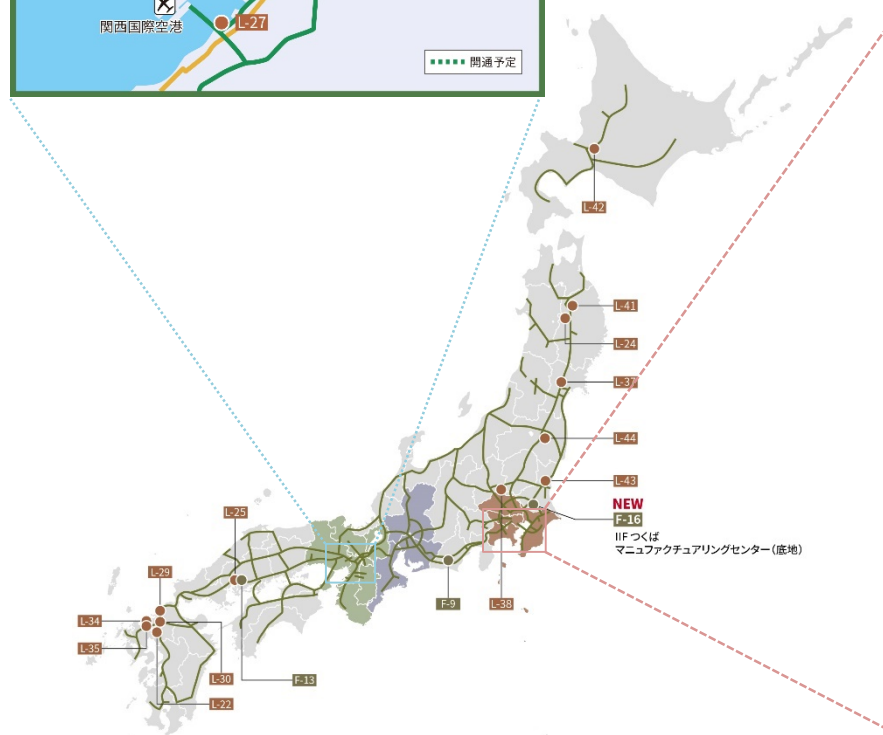 関西国際空港
L-27
開通予定
L-42
L-41
L-24
L-37
L-44
L-43
NEW
F-16
IIF つくば
マニュファクチュアリングセンター（底地）
L-25
L-29
F-9
L-38
L-34
L-35
L-30
F-13
L-22